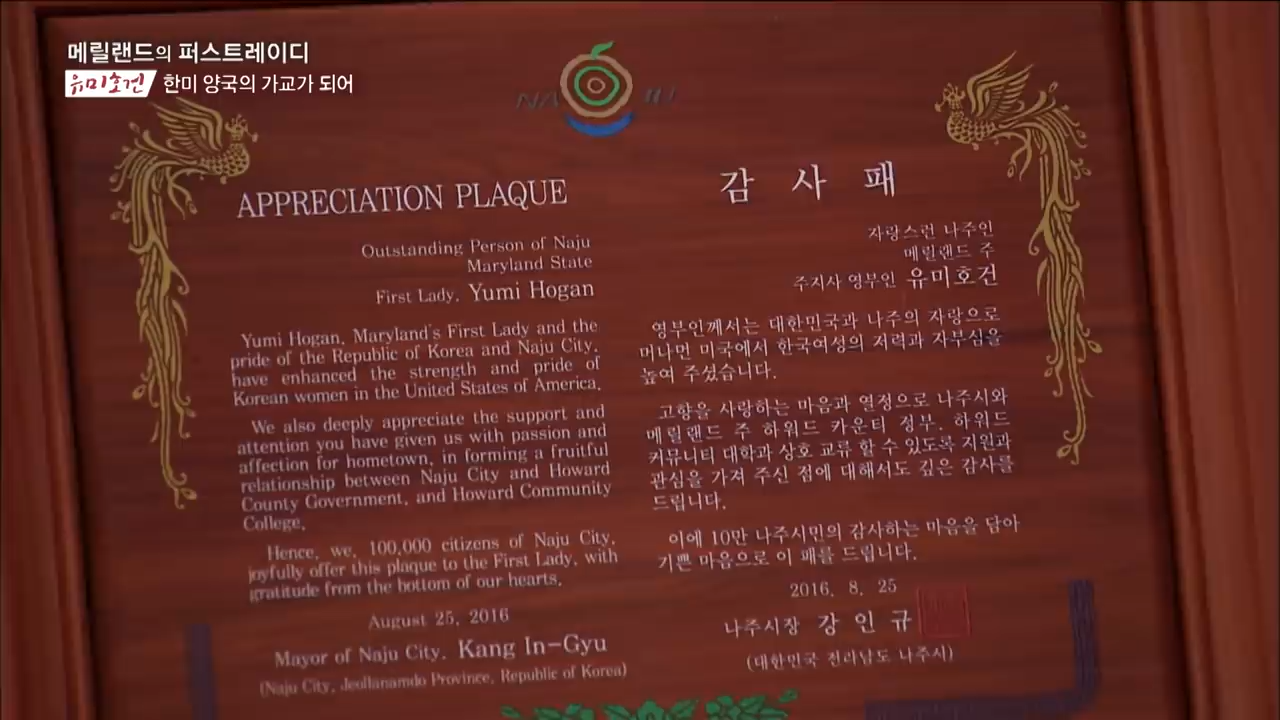 메릴랜드의 퍼스트레이디
유미호건 한미 양국의 가교가 되어
NAJU
APPRECIATION PLAQUE
Outstanding Person of Naju
Maryland State
First Lady, Yumi Hogan
Yumi Hogan, Maryland's First Lady and the
pride of the Republic of Korea and Naju City,
have enhanced the strength and pride of
Korean women in the United States of America.
We also deeply appreciate the support and
attention you have given us with passion and
affection for hometown, in forming a fruitful
relationship between Naju City and Howard
County Government, and Howard Community
College.
Hence, we, 100,000 citizens of Naju City,
joyfully offer this plaque to the First Lady, with
gratitude from the bottom of our hearts.
August 25, 2016
Mayor of Naju City, Kang In-Gyu
(Naju City, Jeollanamdo Province, Republic of Korea)
감 사 패
자랑스런 나주인
메릴랜드 주
주지사 영부인 유미호건
영부인께서는 대한민국과 나주의 자랑으로
머나먼 미국에서 한국여성의 저력과 자부심을
높여 주셨습니다.
고향을 사랑하는 마음과 열정으로 나주시와
메릴랜드 주 하워드 카운티 정부, 하워드
커뮤니티 대학과 상호 교류 할 수 있도록 지원과
관심을 가져 주신 점에 대해서도 깊은 감사를
드립니다.
이에 10만 나주시민의 감사하는 마음을 담아
기쁜 마음으로 이 패를 드립니다.
2016. 8. 25
나주시장 강 인 규
(대한민국 전라남도 나주시)